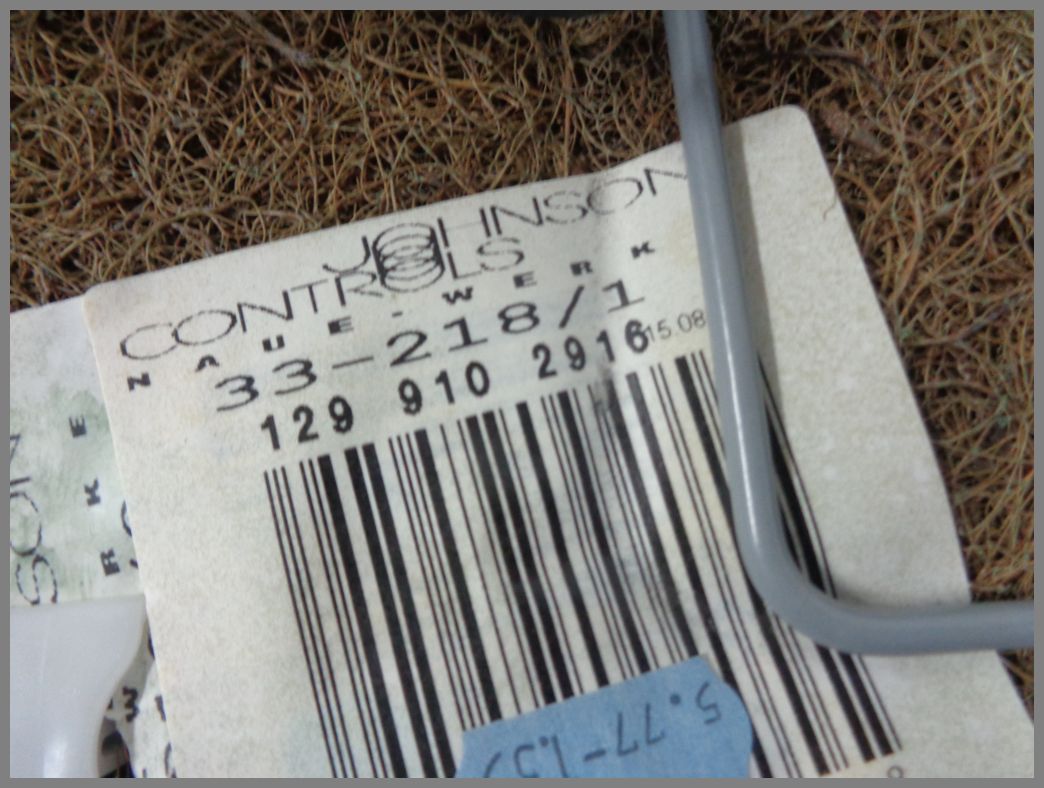 JOHNSON
CONTROLS
NAUE-WERK
33-218/1
129 910 2916 15.08